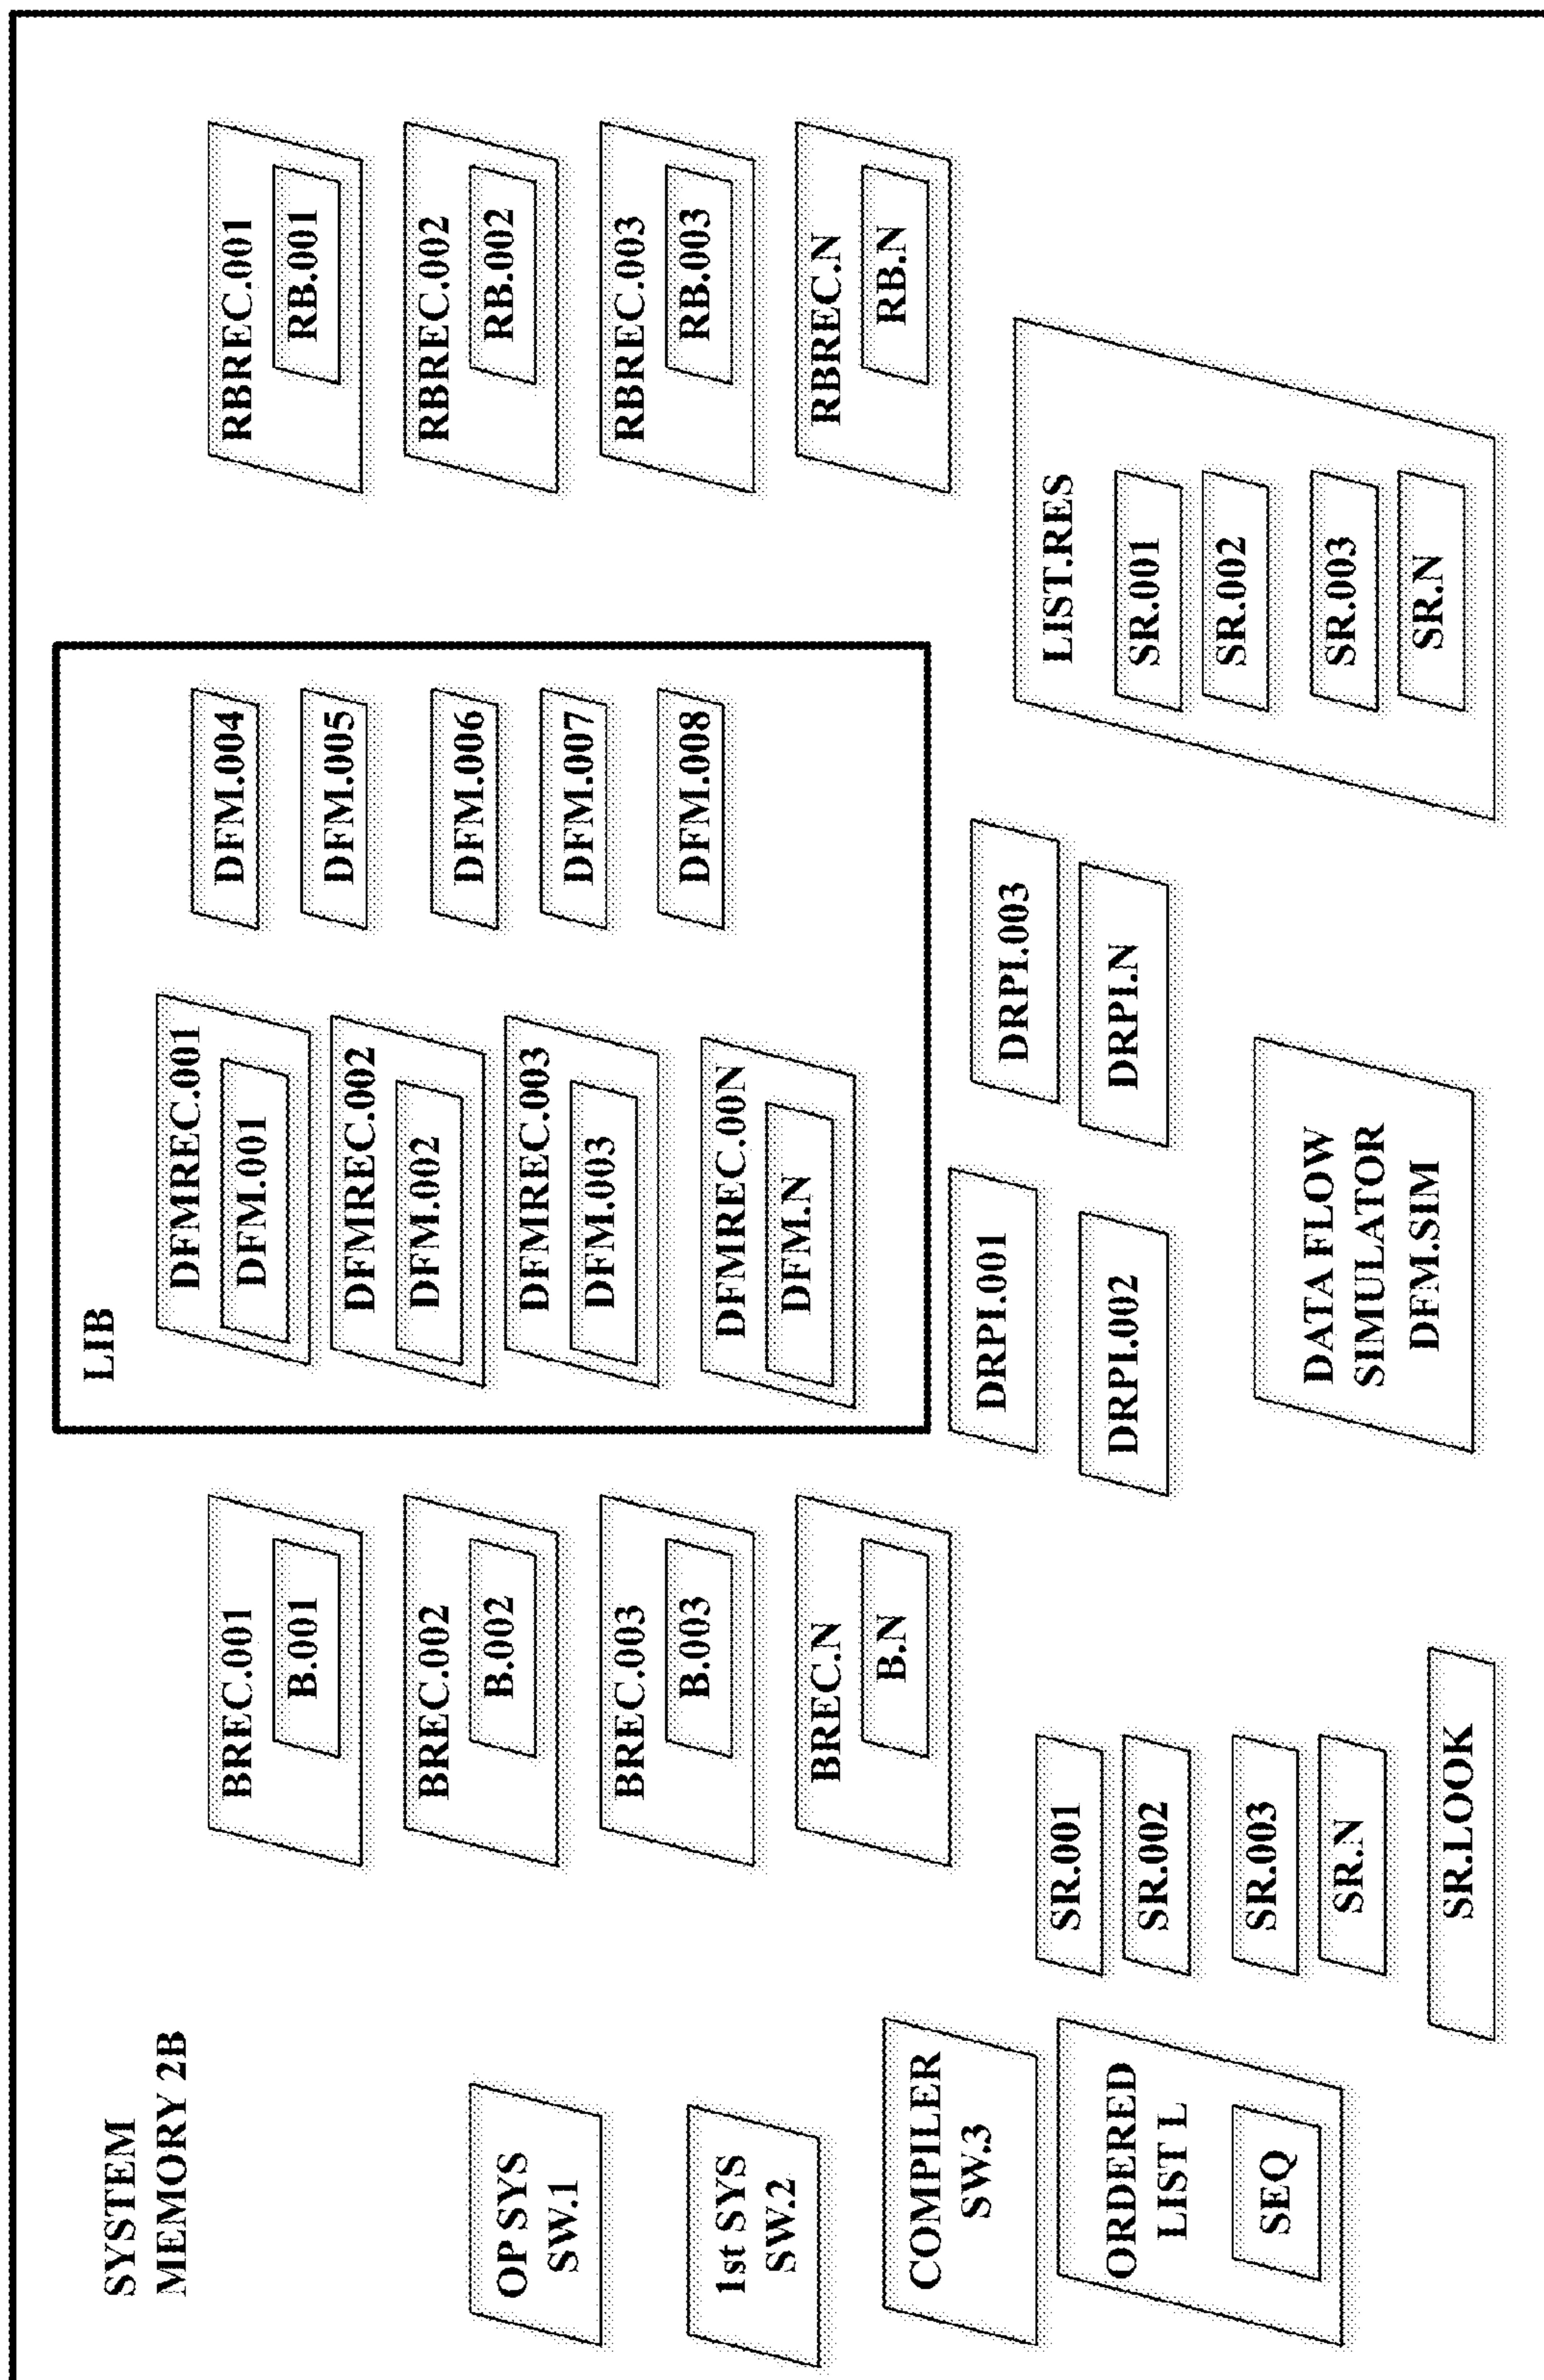 SYSTEM
MEMORY 2B
OP SYS
SW.1
1st SYS
SW.2
COMPILER
SW.3
ORDERED
LIST L
SEQ
BREC.001
B.001
BREC.002
B.002
BREC.003
B.003
BREC.N
B.N
SR.001
SR.002
SR.003
SR.N
SR.LOOK
LIB
DFMREC.001
DFM.001
DFMREC.002
DFM.002
DFMREC.003
DFM.003
DFMREC.00N
DFM.N
DFM.004
DFM.005
DFM.006
DFM.007
DFM.008
DRPI.001
DRPI.002
DRPI.003
DRPI.N
DATA FLOW
SIMULATOR
DFM.SIM
RBREC.001
RB.001
RBREC.002
RB.002
RBREC.003
RB.003
RBREC.N
RB.N
LIST.RES
SR.001
SR.002
SR.003
SR.N